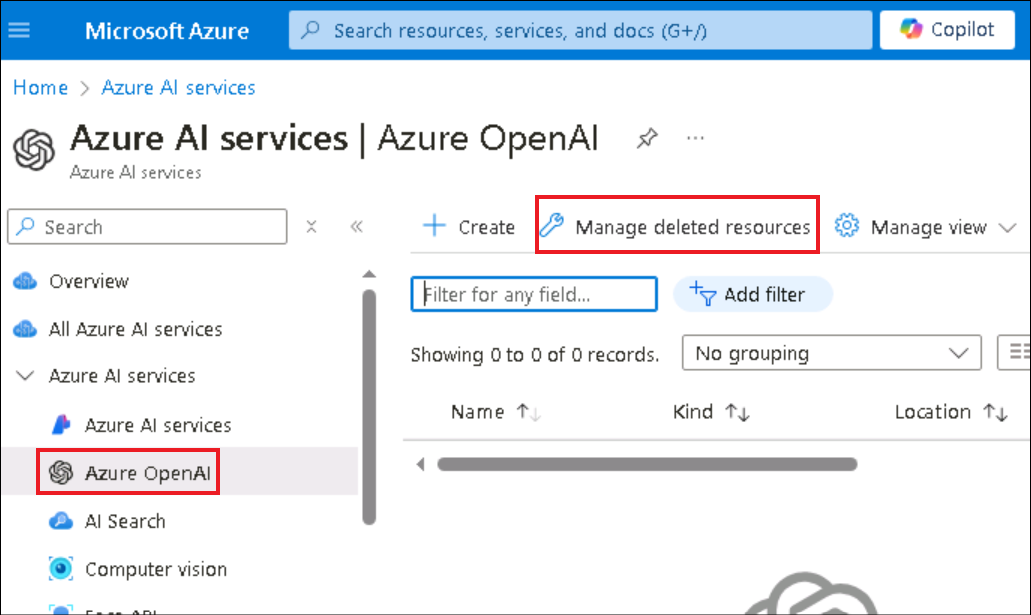 Microsoft Azure
Search resources, services, and docs (G+/)
Copilot
Home > Azure AI services
Azure AI services | Azure OpenAI
Azure AI services
Search
Create
Manage deleted resources
Manage view
Overview
All Azure AI services
Azure AI services
Azure AI services
Azure OpenAI
AI Search
Computer vision
Filter for any field...
Add filter
Showing 0 to 0 of 0 records.
No grouping
Name
Kind
Location